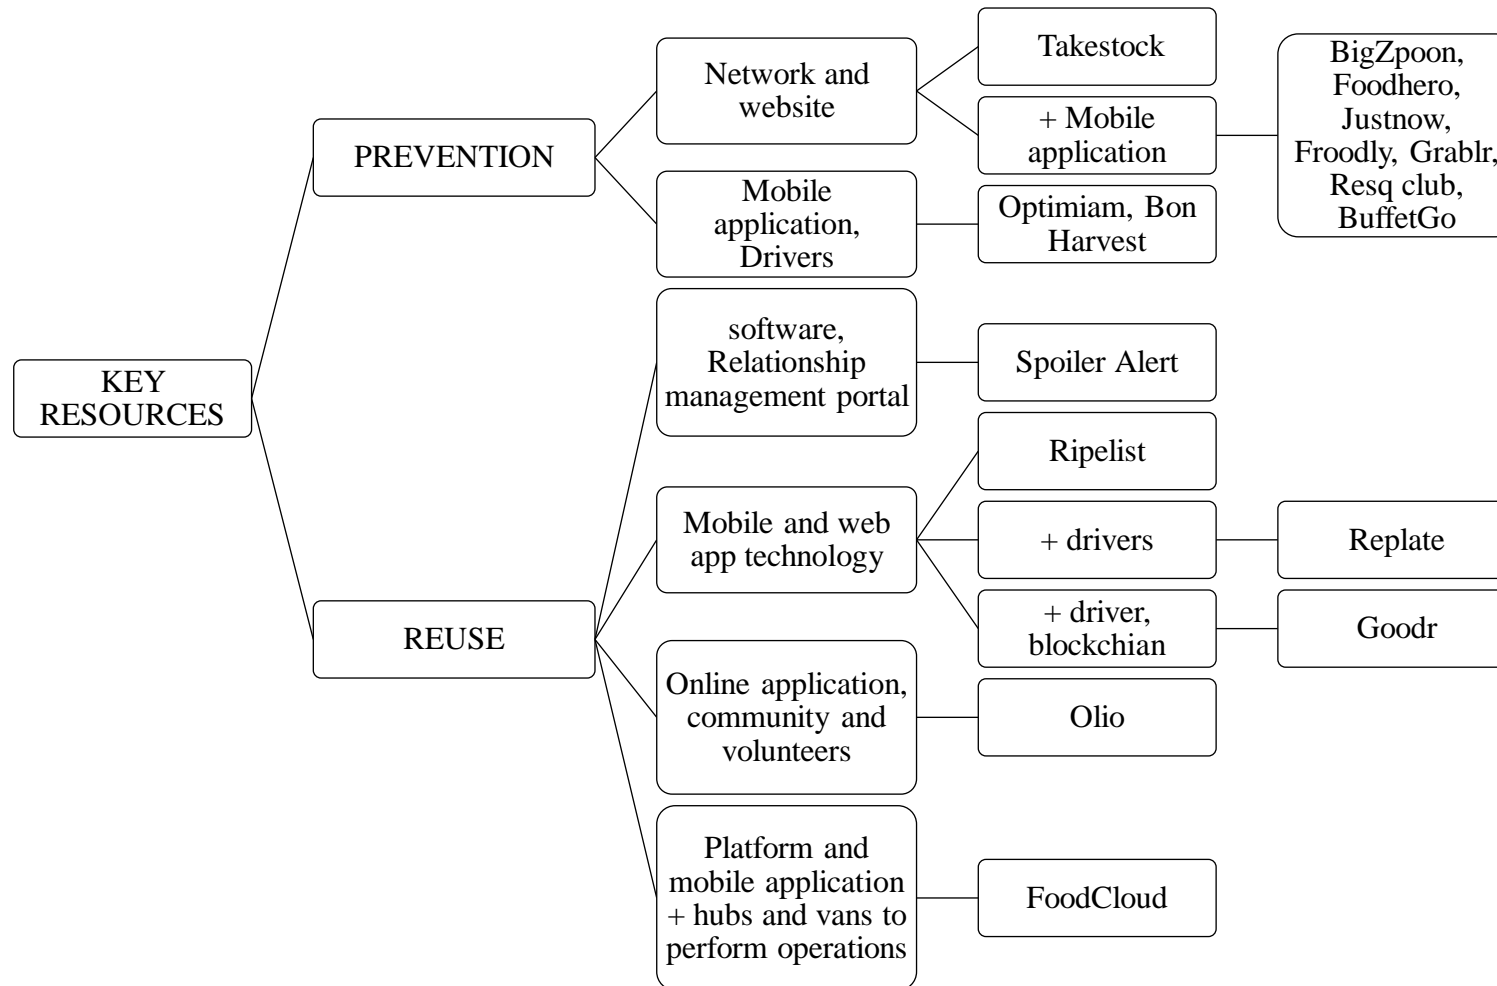 KEY
RESOURCES
PREVENTION
Network and
website
Takestock
+ Mobile
application
BigZpoon,
Foodhero,
Justnow,
Froodly, Grablr,
Resq club,
BuffetGo
Mobile
application,
Drivers
Optimiam, Bon
Harvest
REUSE
software,
Relationship
management portal
Spoiler Alert
Mobile and web
app technology
Ripelist
+ drivers
Replate
+ driver,
blockchian
Goodr
Online application,
community and
volunteers
Olio
Platform and
mobile application
+ hubs and vans to
perform operations
FoodCloud